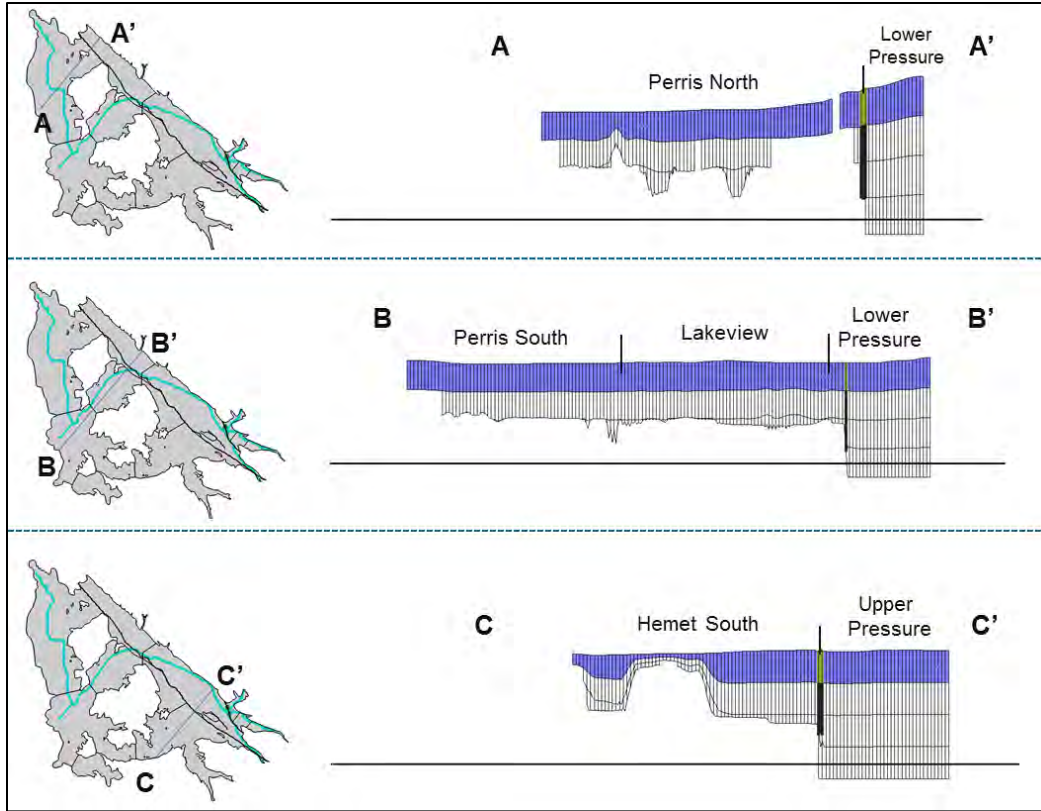 A'
A
A
Perris North
Lower
Pressure
A'
B'
B
B
Perris South
Lakeview
Lower
Pressure
B'
C'
C
C
Hemet South
Upper
Pressure
C'